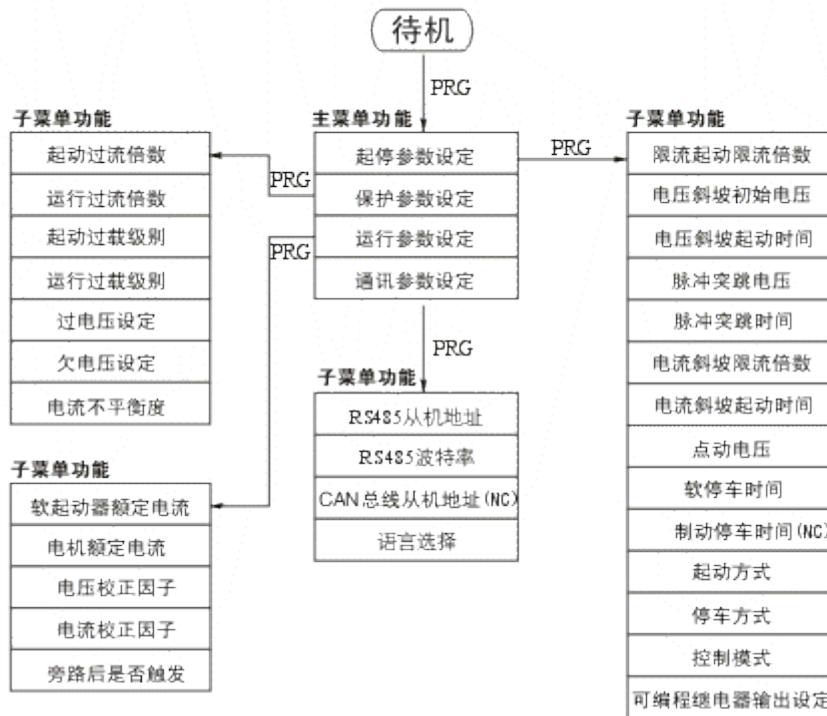 待机
PRG
主菜单功能
起停参数设定
保护参数设定
运行参数设定
通讯参数设定
PRG
子菜单功能
起动过流倍数
运行过流倍数
起动过载级别
运行过载级别
过电压设定
欠电压设定
电流不平衡度
PRG
子菜单功能
软起动器额定电流
电机额定电流
电压校正因子
电流校正因子
旁路后是否触发
PRG
子菜单功能
RS485从机地址
RS485波特率
CAN总线从机地址(NC)
语言选择
PRG
子菜单功能
限流起动限流倍数
电压斜坡初始电压
电压斜坡起动时间
脉冲突跳电压
脉冲突跳时间
电流斜坡限流倍数
电流斜坡起动时间
点动电压
软停车时间
制动停车时间(NC)
起动方式
停车方式
控制模式
可编程继电器输出设定